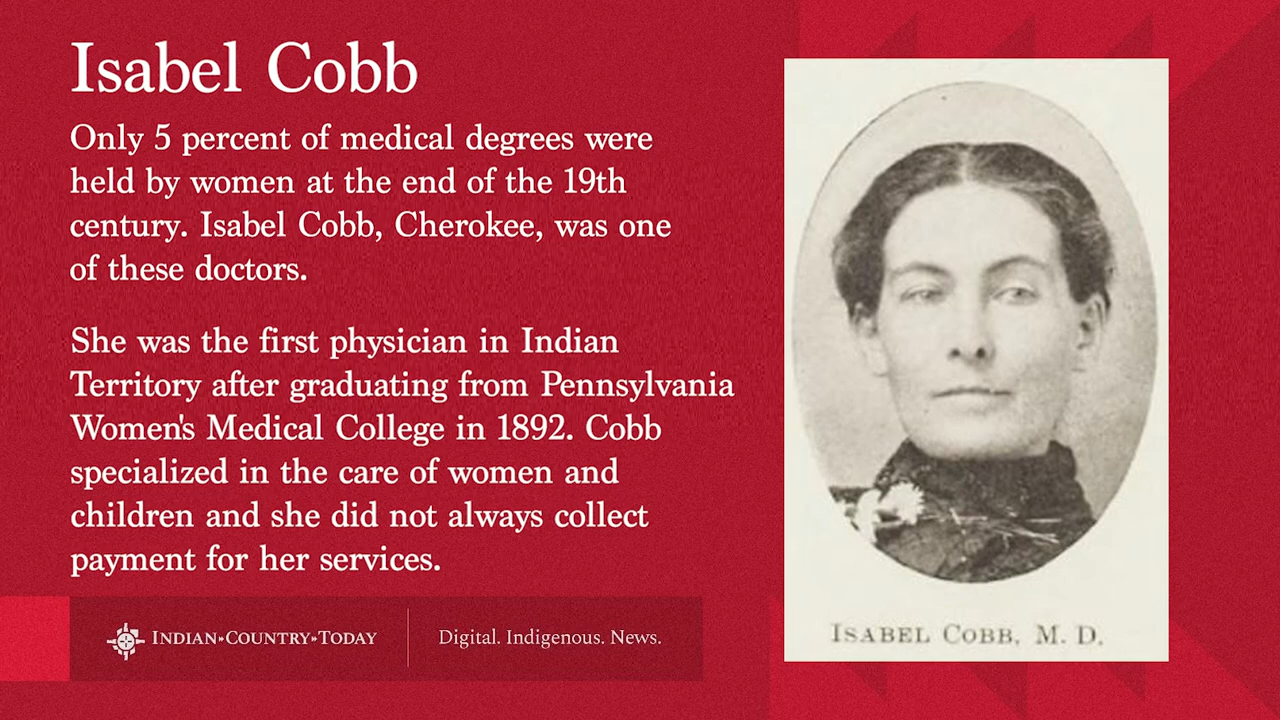 Isabel Cobb
Only 5 percent of medical degrees were
held by women at the end of the 19th
century. Isabel Cobb, Cherokee, was one
of these doctors.
She was the first physician in Indian
Territory after graduating from Pennsylvania
Women's Medical College in 1892. Cobb
specialized in the care of women and
children and she did not always collect
payment for her services.
INDIAN•COUNTRY•TODAY
Digital. Indigenous. News.
ISABEL COBB, M. D.